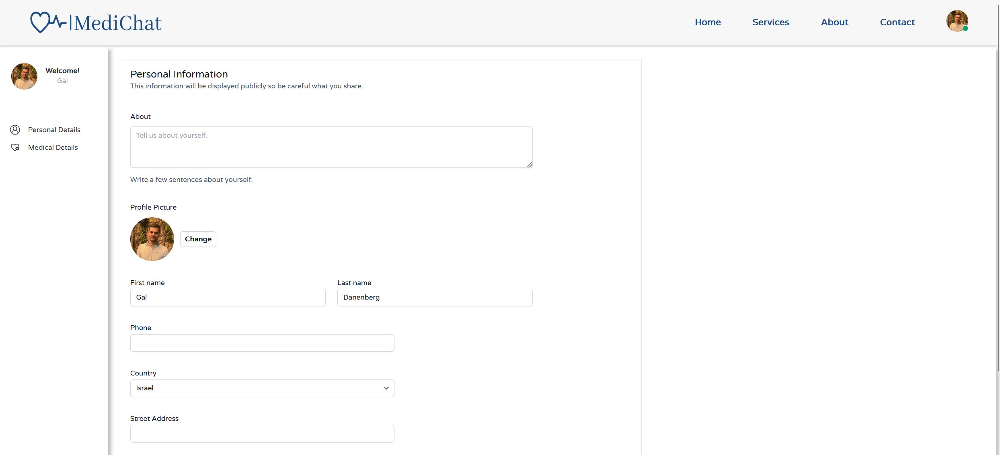 MediChat
Home
Services
About
Contact
Welcome!
Gal
Personal Details
Medical Details
Personal Information
This information will be displayed publicly so be careful what you share.
About
Tell us about yourself.
Write a few sentences about yourself.
Profile Picture
Change
First name
Last name
Gal
Danenberg
Phone
Country
Israel
Street Address